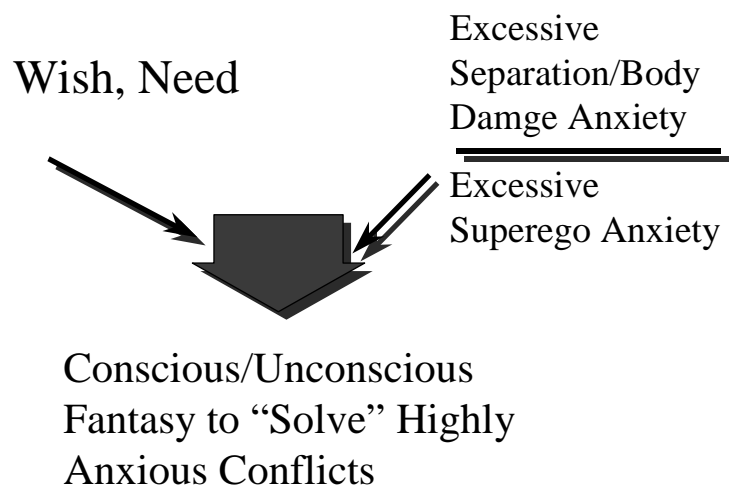 Wish, Need
Excessive
Separation/Body
Damge Anxiety
Excessive
Superego Anxiety
Conscious/Unconscious
Fantasy to “Solve” Highly
Anxious Conflicts